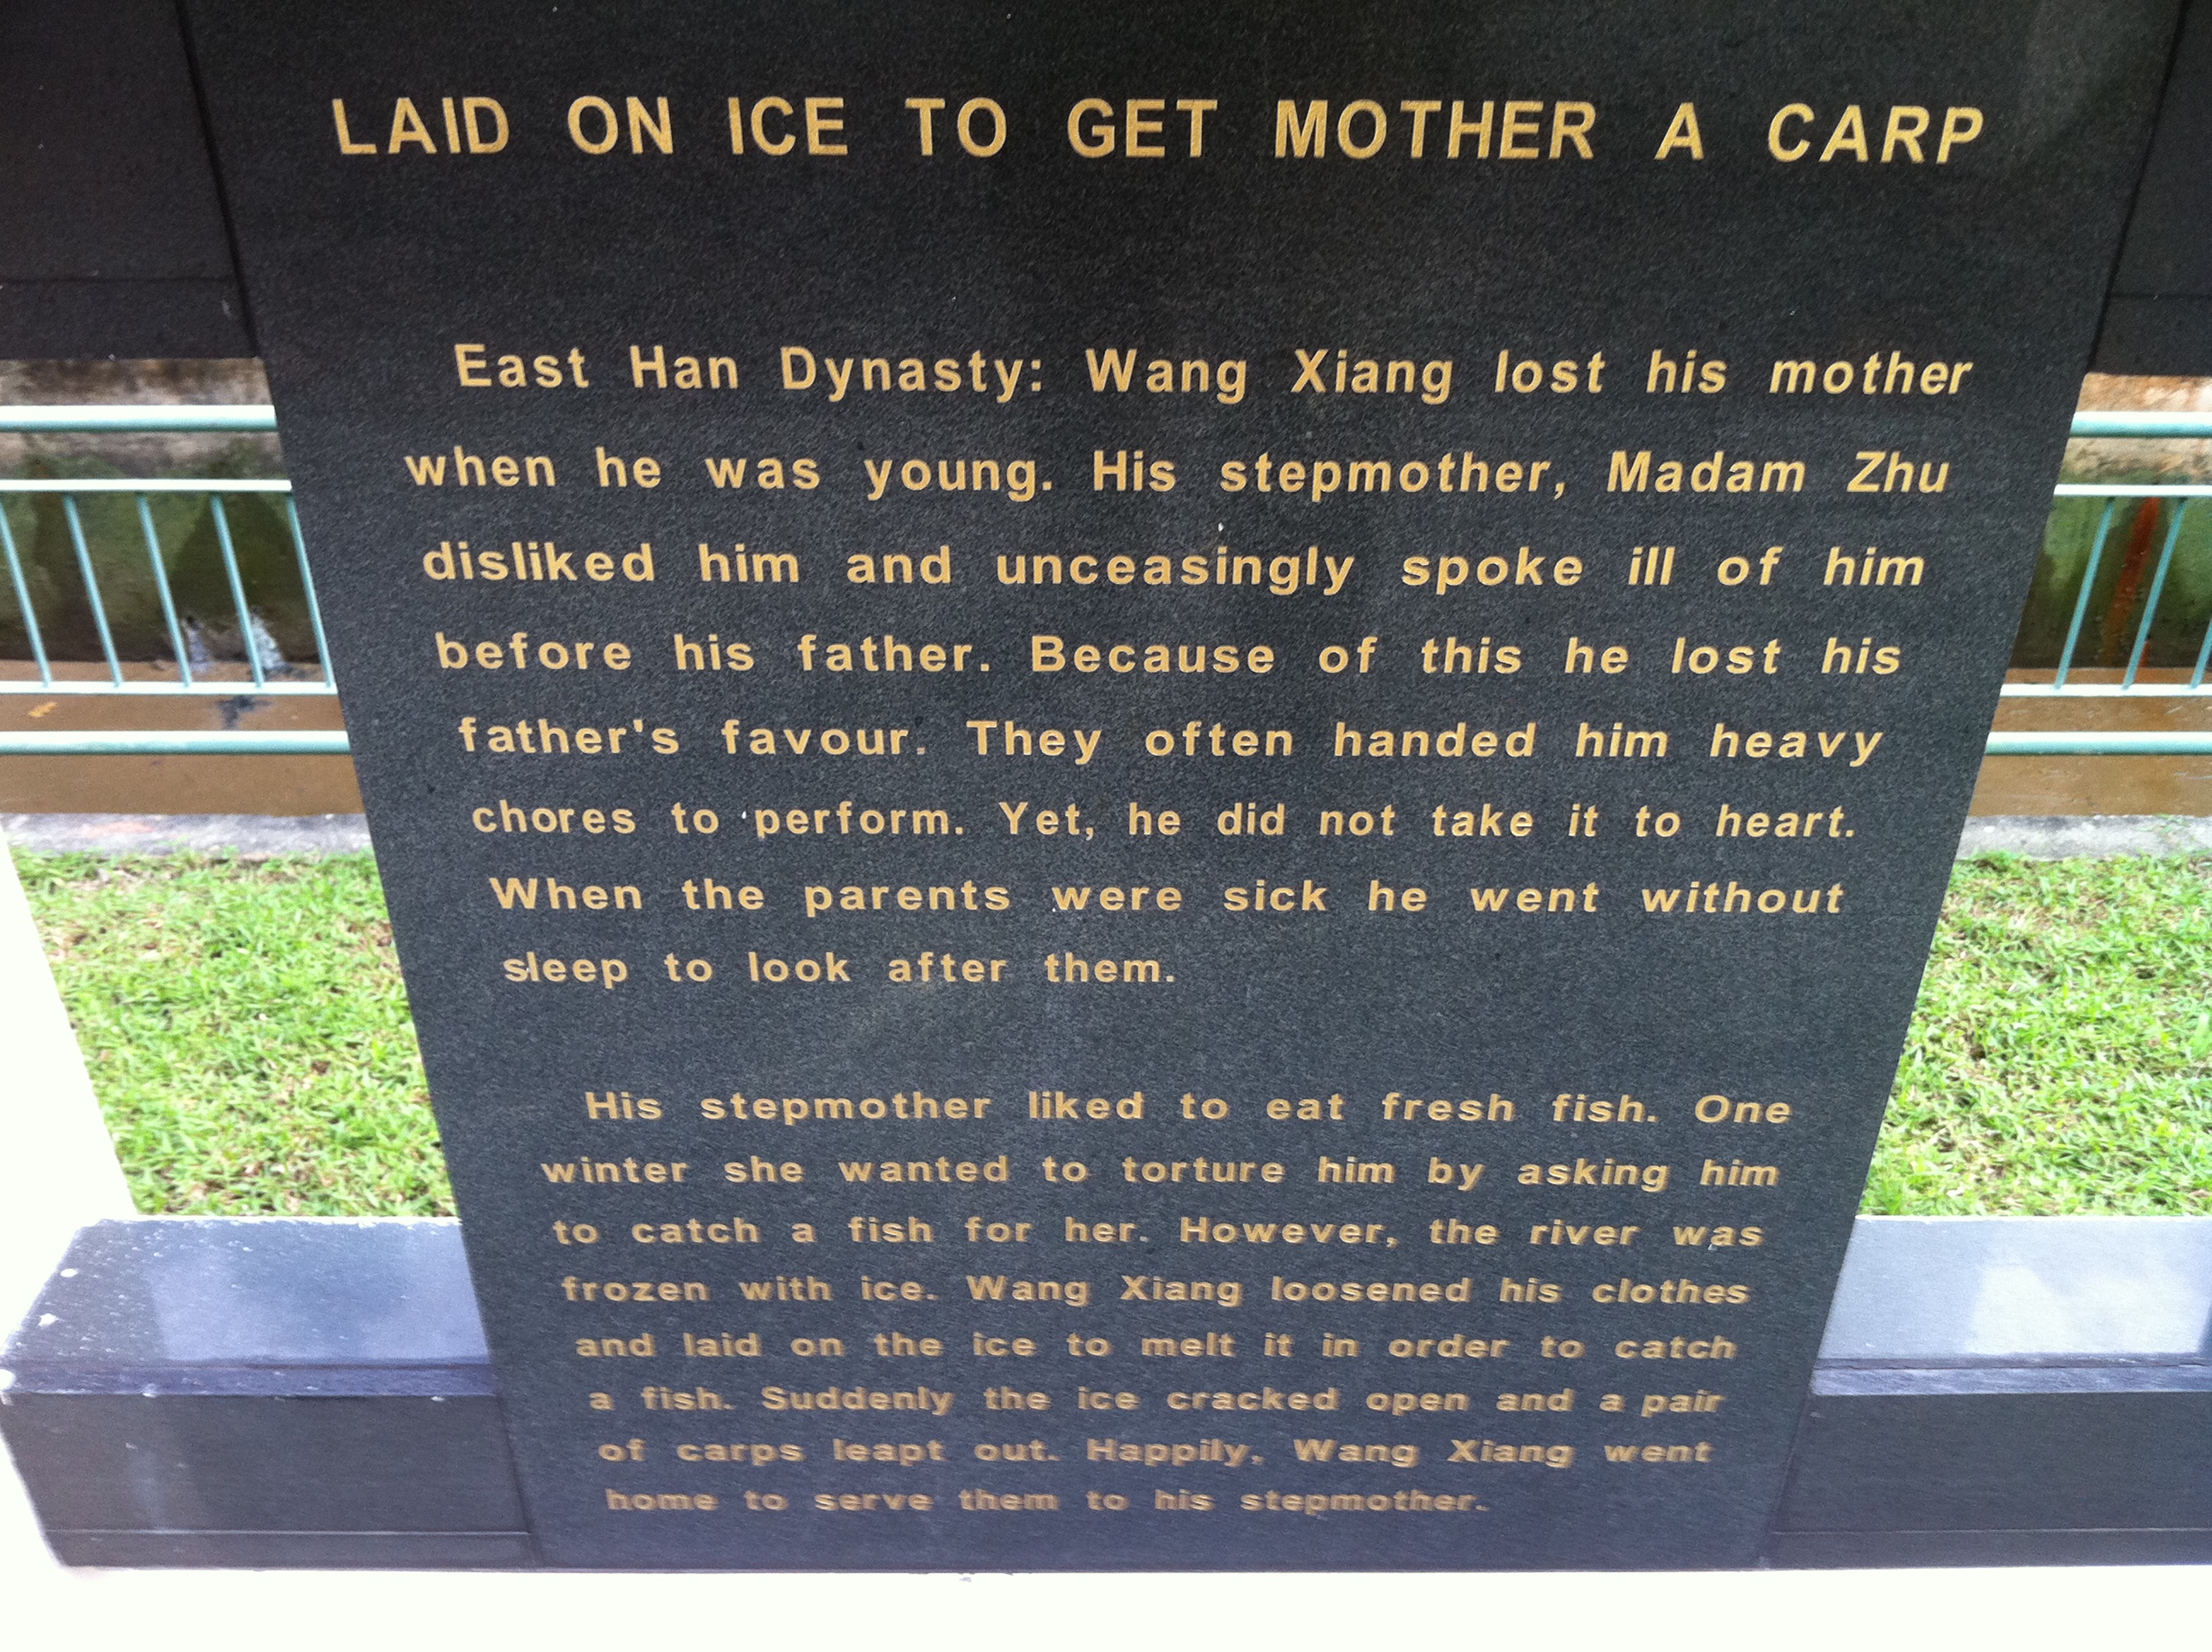 LAID ON ICE TO GET MOTHER A CARP
East Han Dynasty: Wang Xiang lost his mother
when he was young. His stepmother, Madam Zhu
disliked him and unceasingly spoke ill of him
before his father. Because of this he lost his
father's favour. They often handed him heavy
chores to perform. Yet, he did not take it to heart.
When the parents were sick he went without
sleep to look after them.
His stepmother liked to eat fresh fish. One
winter she wanted to torture him by asking him
to catch a fish for her. However, the river was
frozen with ice. Wang Xiang loosened his clothes
and laid on the ice to melt it in order to catch
a fish. Suddenly the ice cracked open and a pair
of carps leapt out. Happily, Wang Xiang went
home to serve them to his stepmother.